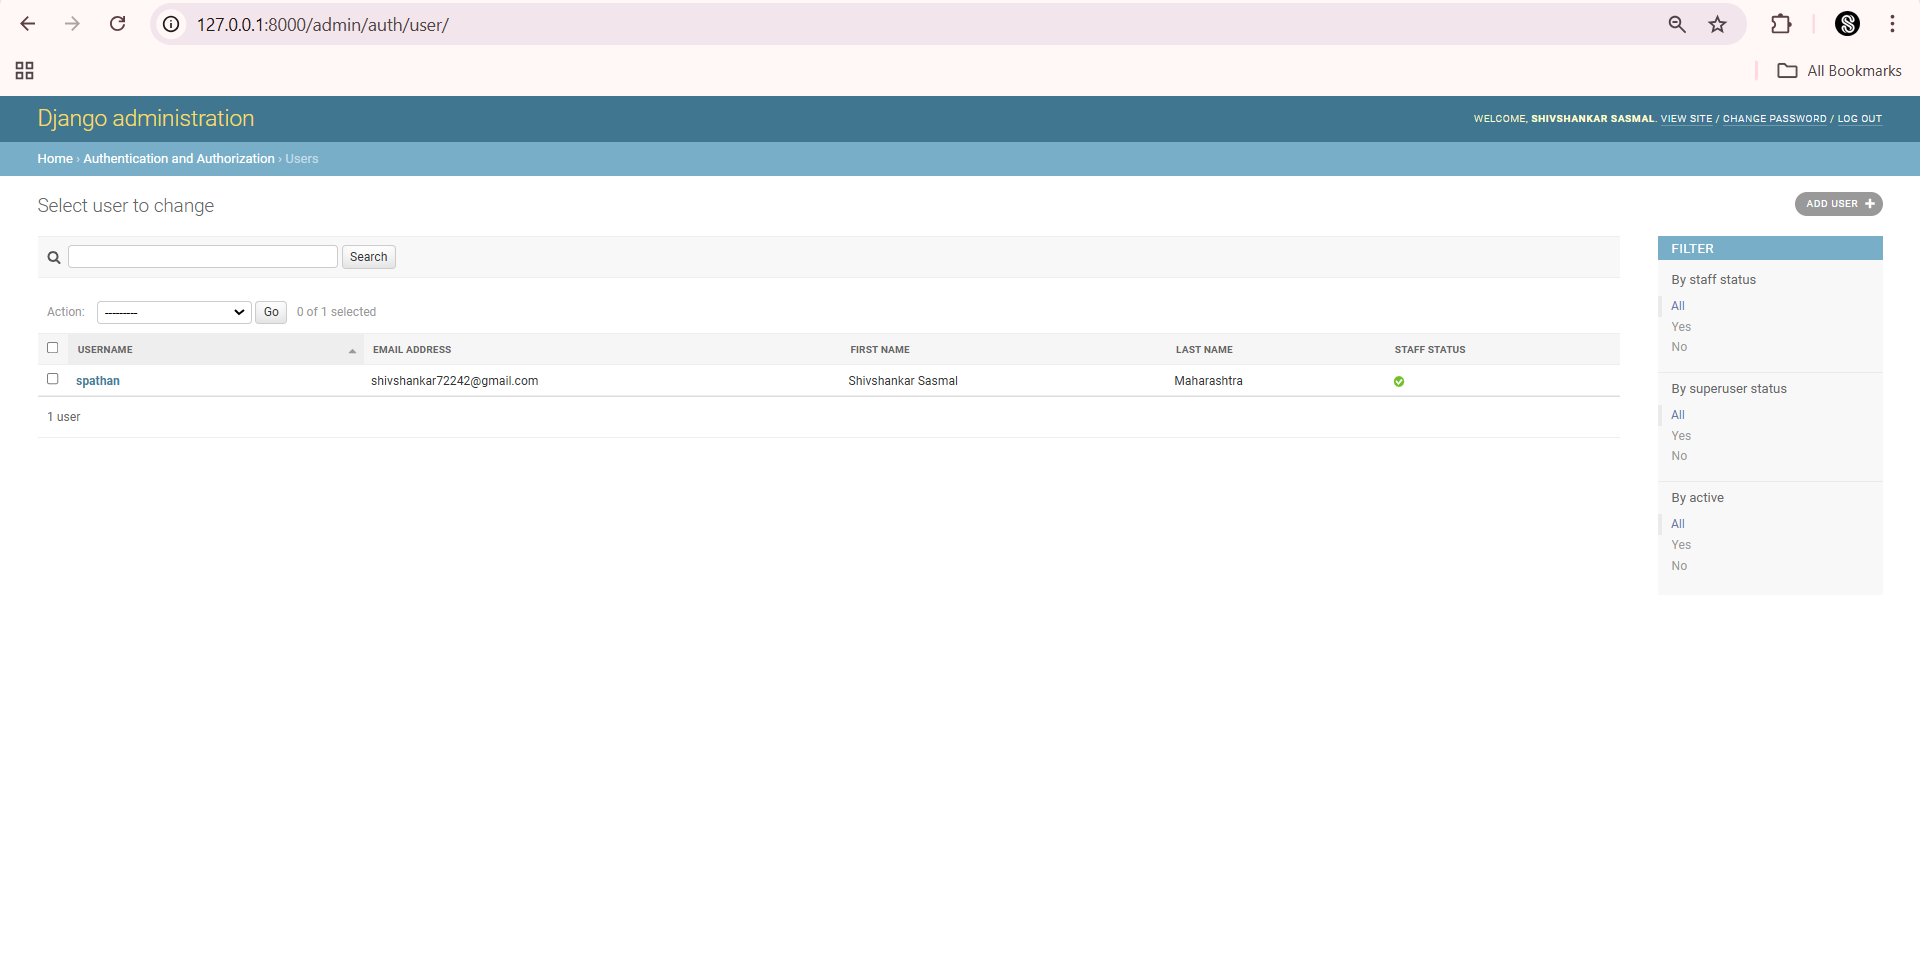 127.0.0.1:8000/admin/auth/user/
All Bookmarks
Django administration
WELCOME, SHIVSHANKAR SASMAL. VIEW SITE / CHANGE PASSWORD / LOG OUT
Home › Authentication and Authorization › Users
Select user to change
ADD USER +
Search
Action: --------- Go 0 of 1 selected
USERNAME EMAIL ADDRESS FIRST NAME LAST NAME STAFF STATUS
spathan shivshankar72242@gmail.com Shivshankar Sasmal Maharashtra
1 user
FILTER
By staff status
All
Yes
No
By superuser status
All
Yes
No
By active
All
Yes
No